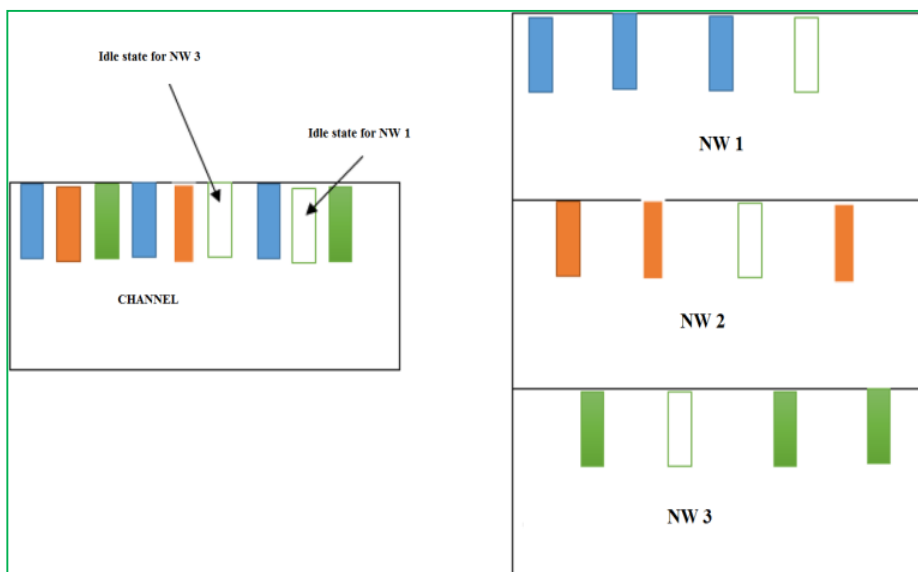 Idle state for NW 3
Idle state for NW 1
CHANNEL
NW 1
NW 2
NW 3